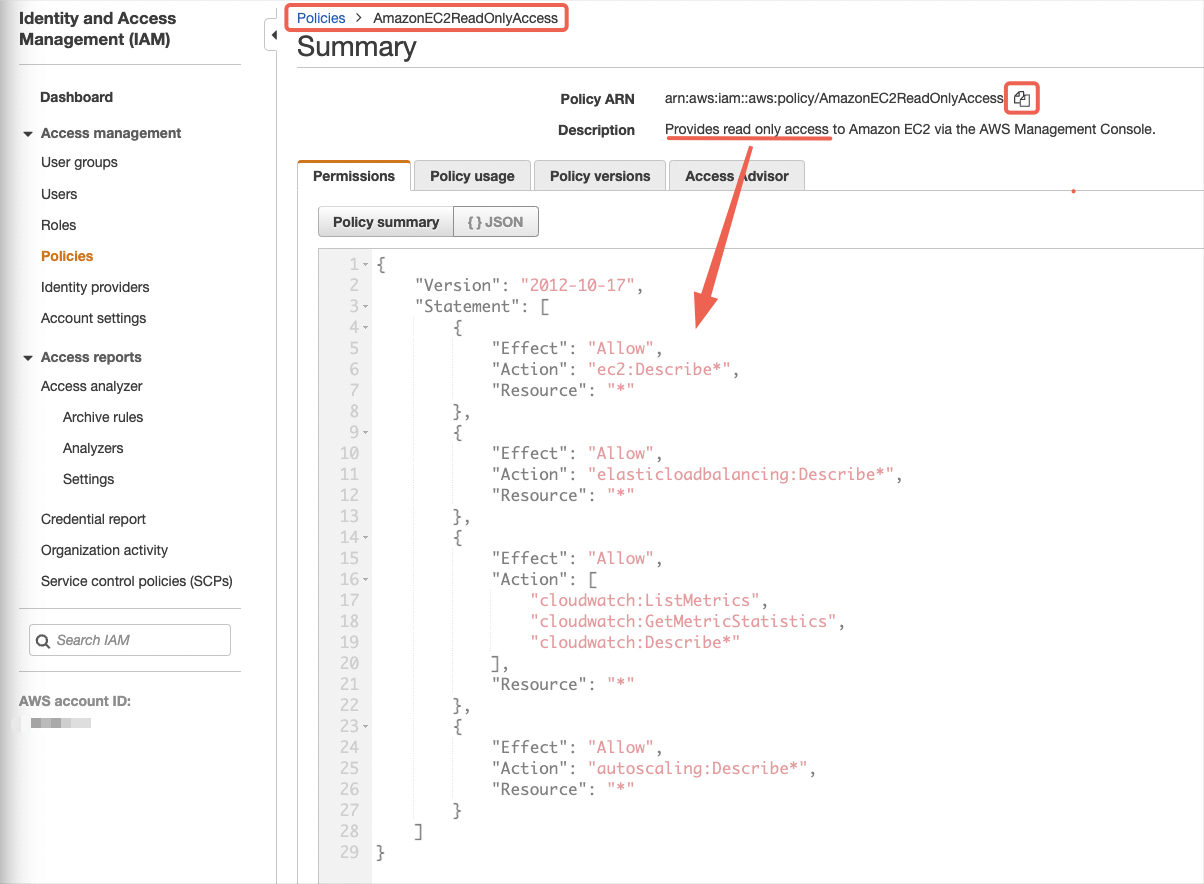 Identity and Access
Management (IAM)
Dashboard
Access management
User groups
Users
Roles
Policies
Identity providers
Account settings
Access reports
Access analyzer
Archive rules
Analyzers
Settings
Credential report
Organization activity
Service control policies (SCPs)
Search IAM
AWS account ID:
Policies > AmazonEC2ReadOnlyAccess
Summary
Policy ARN arn:aws:iam::aws:policy/AmazonEC2ReadOnlyAccess
Description Provides read only access to Amazon EC2 via the AWS Management Console.
Permissions Policy usage Policy versions Access Advisor
Policy summary { } JSON
1 {
2 "Version": "2012-10-17",
3 "Statement": [
4 {
5 "Effect": "Allow",
6 "Action": "ec2:Describe*",
7 "Resource": "*"
8 },
9 {
10 "Effect": "Allow",
11 "Action": "elasticloadbalancing:Describe*",
12 "Resource": "*"
13 },
14 {
15 "Effect": "Allow",
16 "Action": [
17 "cloudwatch:ListMetrics",
18 "cloudwatch:GetMetricStatistics",
19 "cloudwatch:Describe*"
20 ],
21 "Resource": "*"
22 },
23 {
24 "Effect": "Allow",
25 "Action": "autoscaling:Describe*",
26 "Resource": "*"
27 }
28 ]
29 }